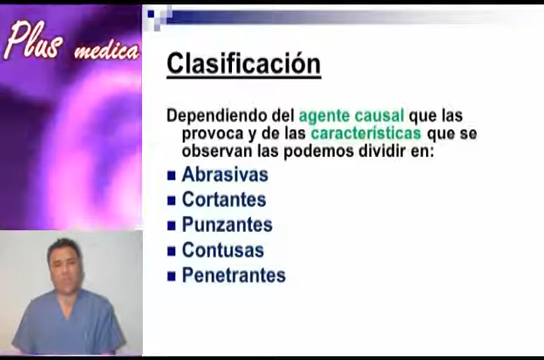 Plus medica
Clasificación
Dependiendo del agente causal que las
provoca y de las características que se
observan las podemos dividir en:
Abrasivas
Cortantes
Punzantes
Contusas
Penetrantes